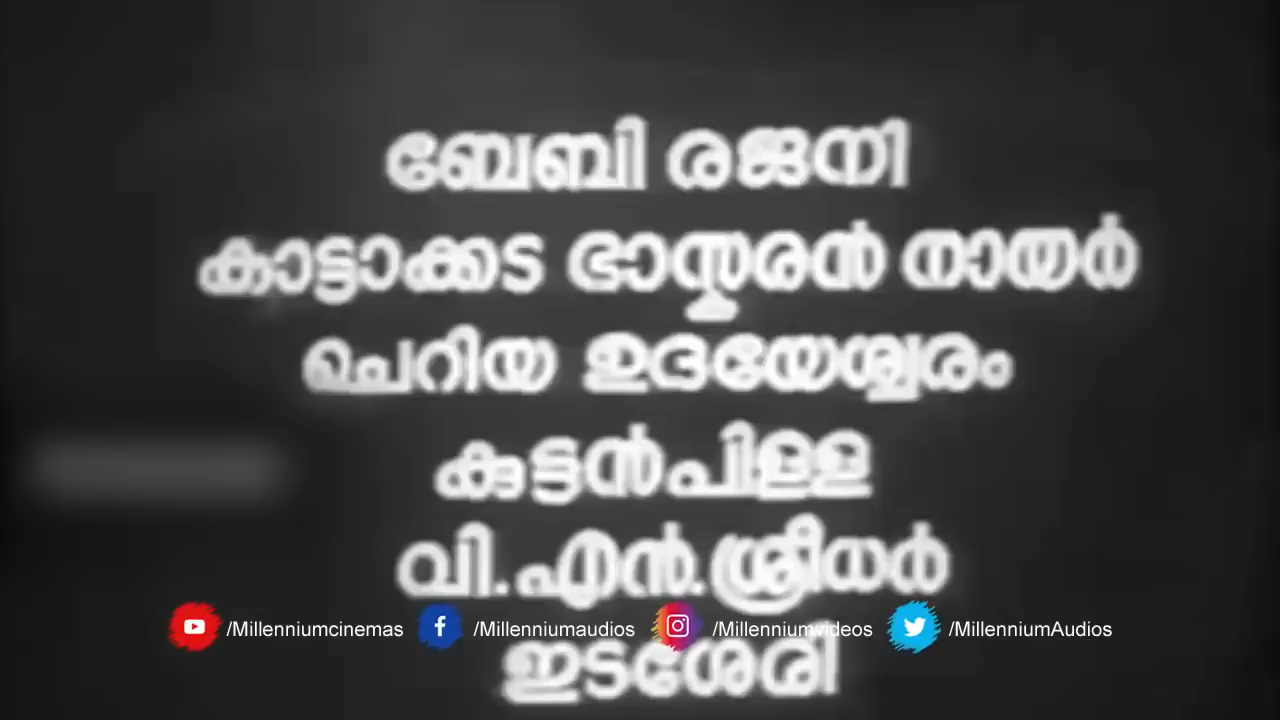 ബേബി രജനി
കാട്ടാക്കട ഭാസ്കരൻ നായർ
ചെറിയ ഉദയേശ്വരം
കുട്ടൻപിള്ള
വി.എൻ.ശ്രീധർ
/Millenniumcinemas /Millenniumaudios /Millenniumvideos /MillenniumAudios
ഇടശേരി